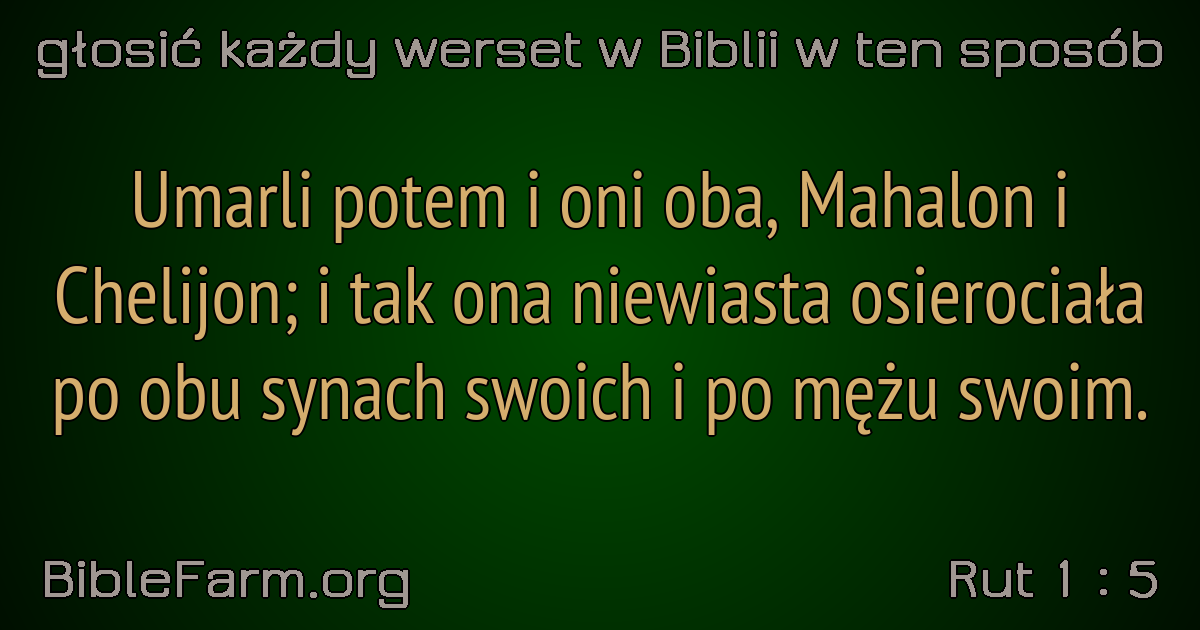 głosić każdy werset w Biblii w ten sposób
Umarli potem i oni oba, Mahalon i
Chelijon; i tak ona niewiasta osierociała
po obu synach swoich i po mężu swoim.
BibleFarm.org
Rut 1 : 5